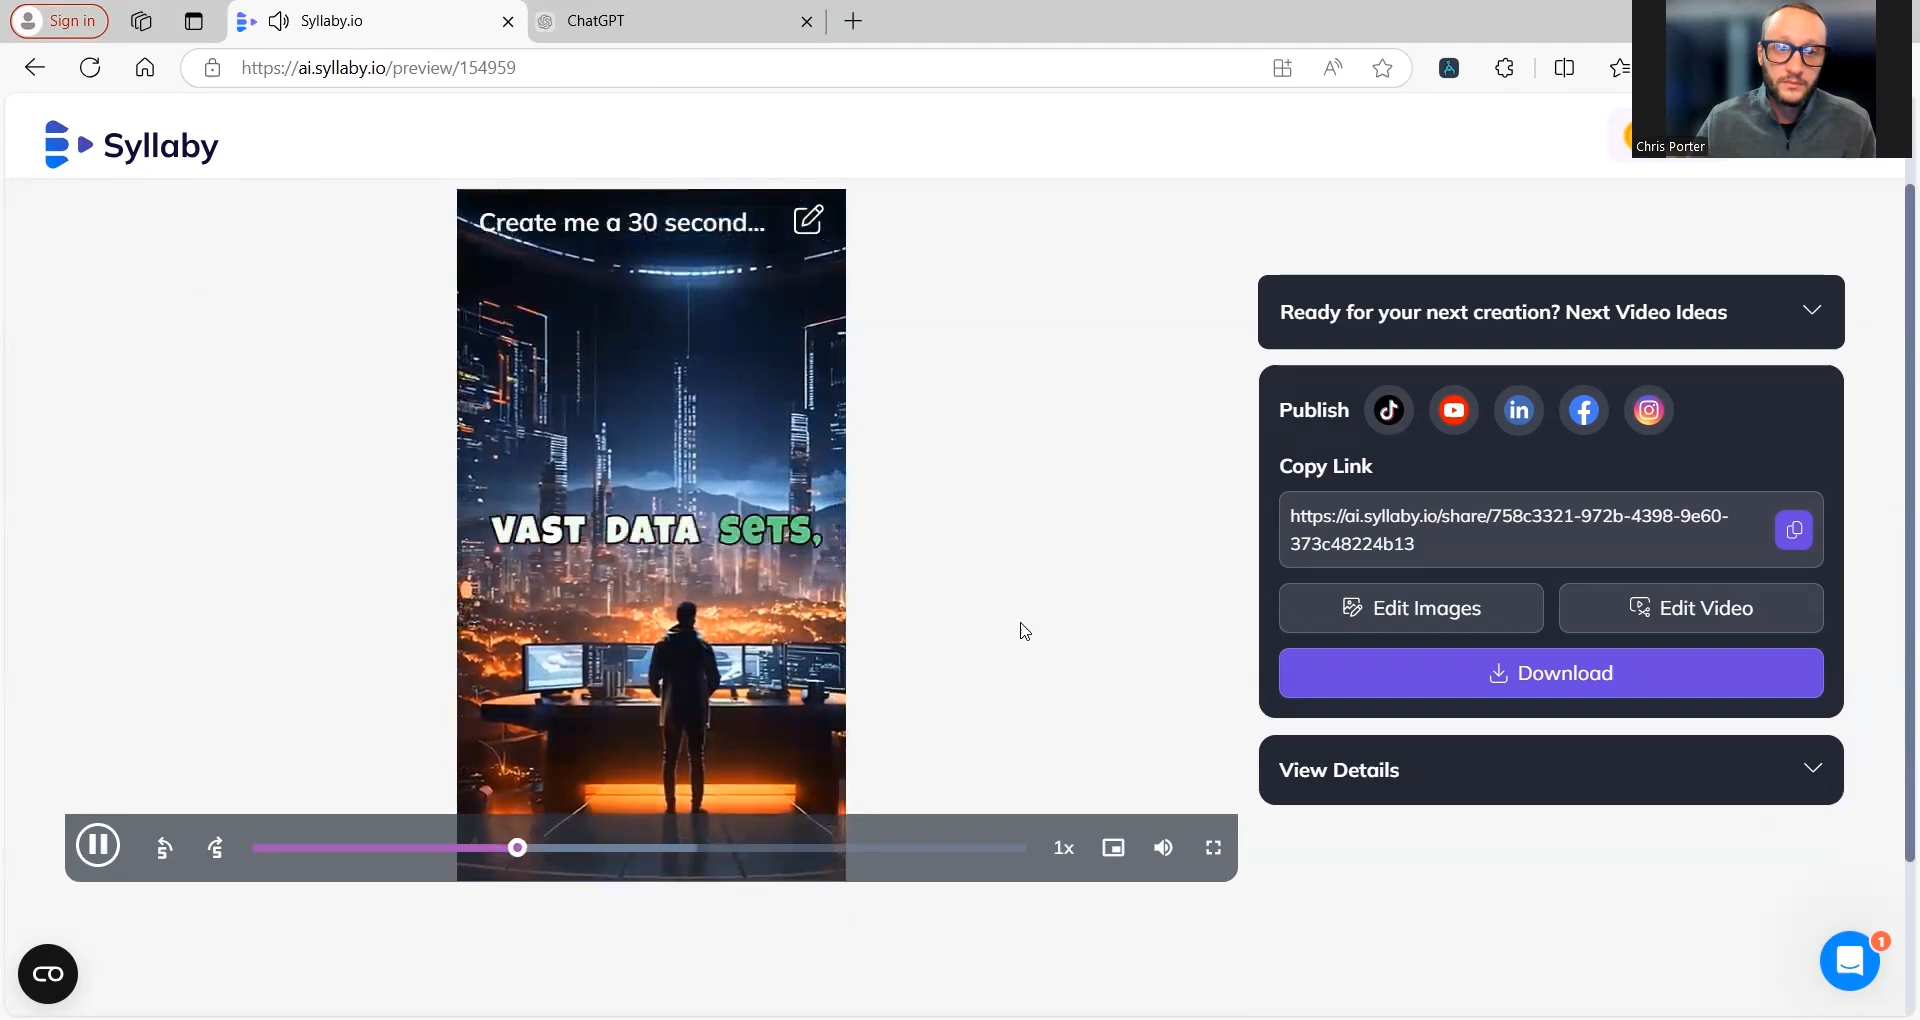 Sign in
Syllaby.io
ChatGPT
https://ai.syllaby.io/preview/154959
Chris Porter
Syllaby
Create me a 30 second...
VAST DATA SETS,
Ready for your next creation? Next Video Ideas
Publish
Copy Link
https://ai.syllaby.io/share/758c3321-972b-4398-9e60-
373c48224b13
Edit Images
Edit Video
Download
View Details
5
5
1x
1